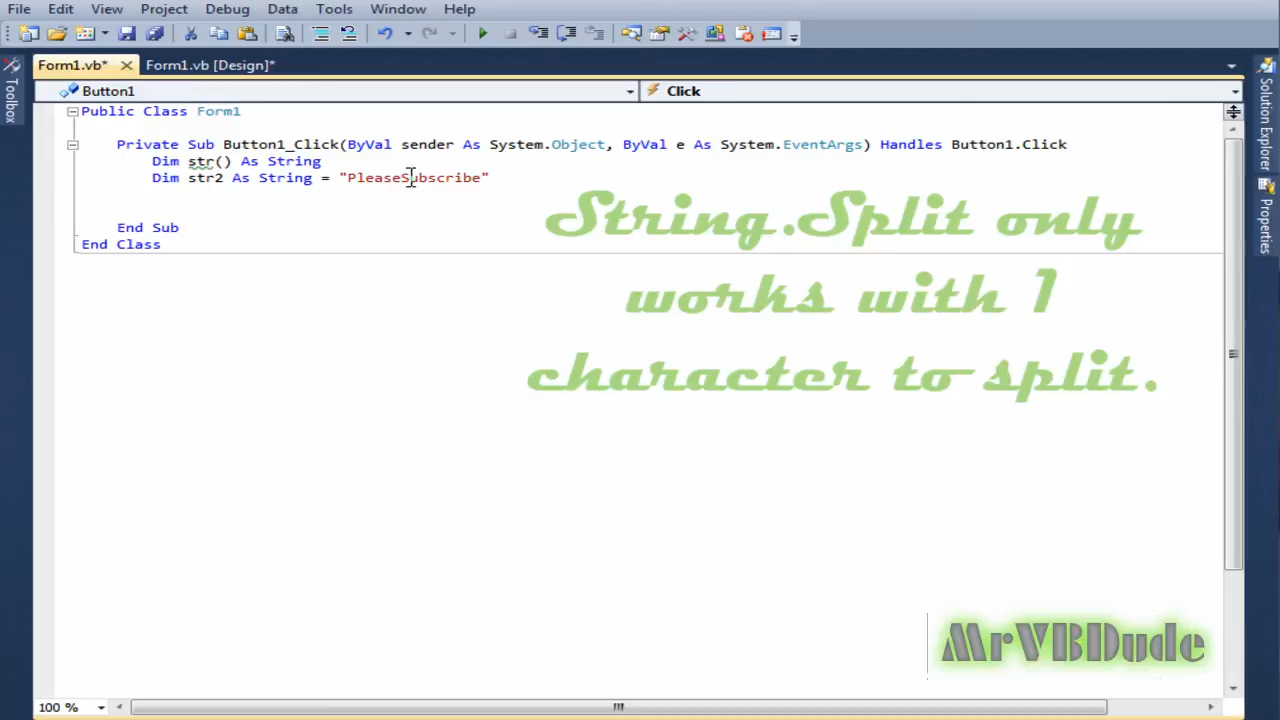 File Edit View Project Debug Data Tools Window Help
Form1.vb* Form1.vb [Design]*
Toolbox
Button1 Click
Public Class Form1
Private Sub Button1_Click(ByVal sender As System.Object, ByVal e As System.EventArgs) Handles Button1.Click
Dim str() As String
Dim str2 As String = "PleaseSubscribe"
End Sub
End Class
String.Split only
works with 1
character to split.
Solution Explorer
Properties
MrVBDude
100 %